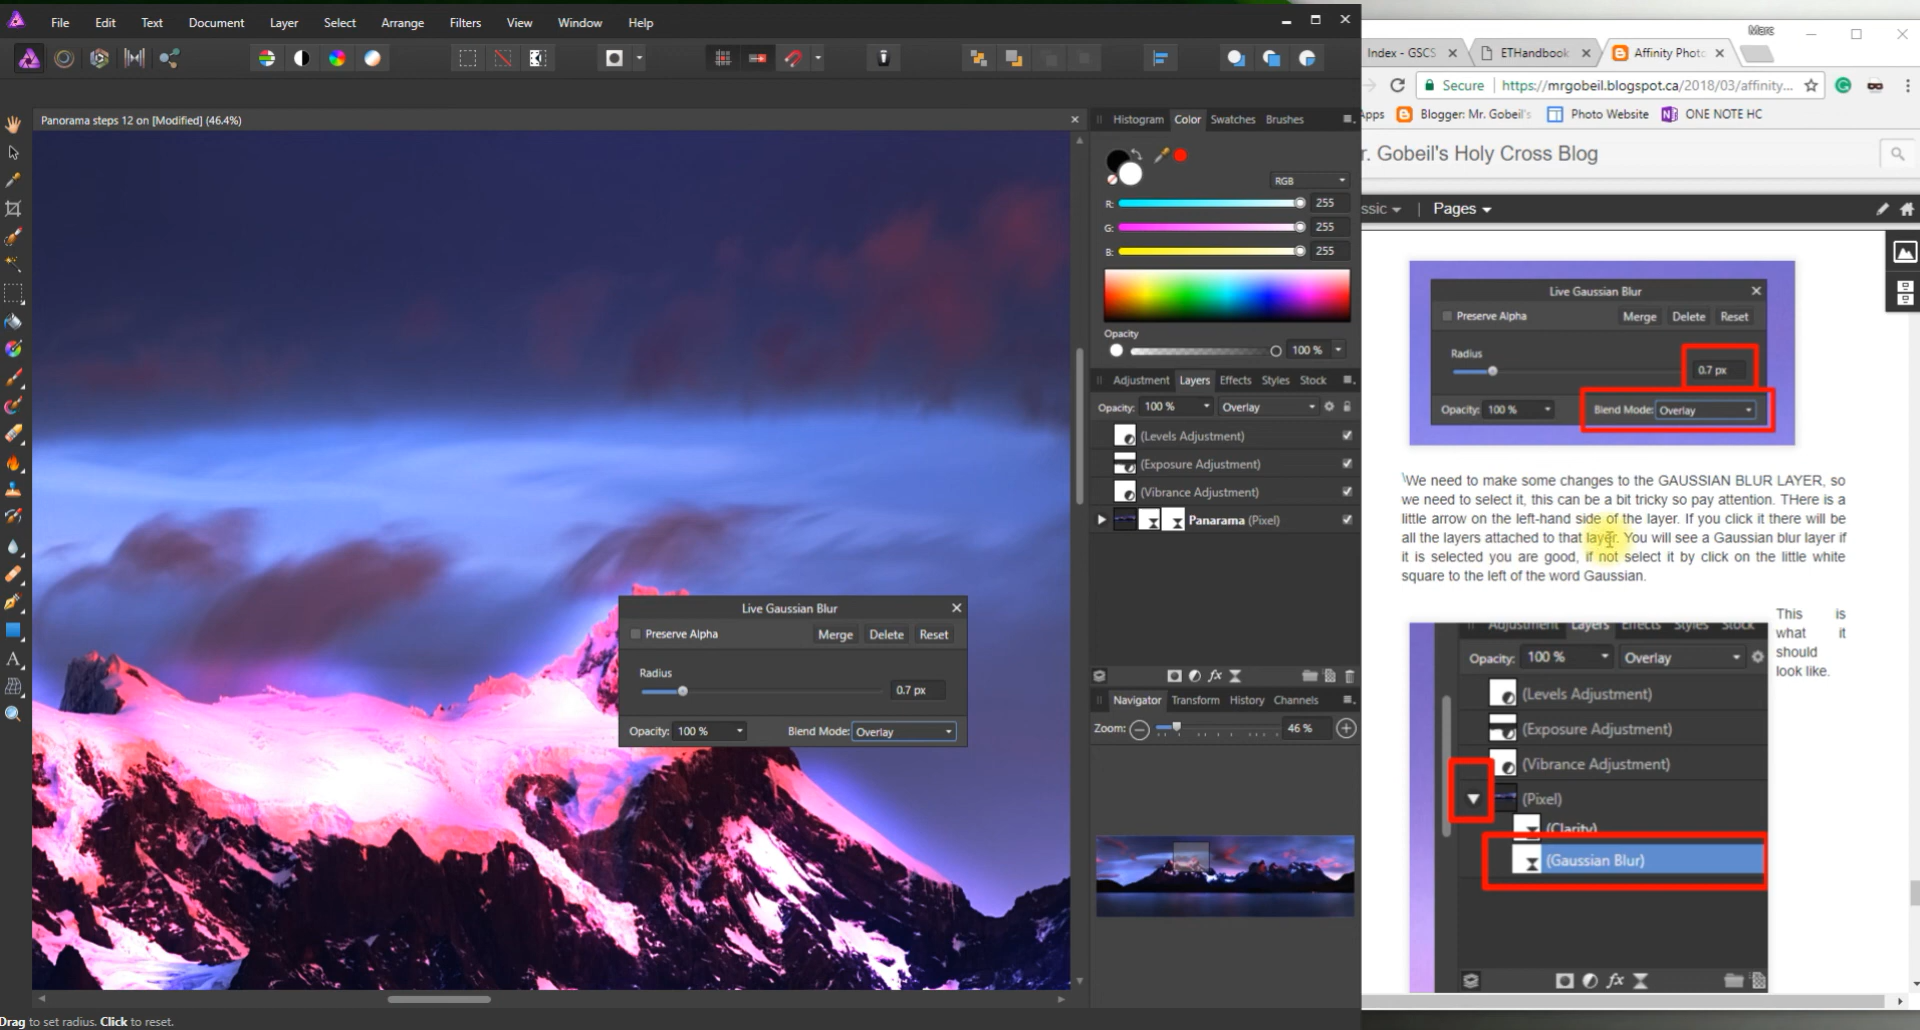 File Edit Text Document Layer Select Arrange Filters View Window Help
Panorama steps 12 on [Modified] (46.4%)
Histogram Color Swatches Brushes
RGB
R: 255
G: 255
B: 255
Opacity
100 %
Adjustment Layers Effects Styles Stock
Opacity: 100 % Overlay
(Levels Adjustment)
(Exposure Adjustment)
(Vibrance Adjustment)
Panarama (Pixel)
Live Gaussian Blur
Preserve Alpha Merge Delete Reset
Radius
0.7 px
Opacity: 100 % Blend Mode: Overlay
Navigator Transform History Channels
Zoom: 46 %
Drag to set radius. Click to reset.
Marc
Index - GSCS ETHandbook Affinity Photo
Secure https://mrgobeil.blogspot.ca/2018/03/affinity...
Apps Blogger: Mr. Gobeil's Photo Website ONE NOTE HC
r. Gobeil's Holy Cross Blog
ssic Pages
Live Gaussian Blur
Preserve Alpha Merge Delete Reset
Radius
0.7 px
Opacity: 100 % Blend Mode: Overlay
We need to make some changes to the GAUSSIAN BLUR LAYER, so
we need to select it, this can be a bit tricky so pay attention. THere is a
little arrow on the left-hand side of the layer. If you click it there will be
all the layers attached to that layer. You will see a Gaussian blur layer if
it is selected you are good, if not select it by click on the little white
square to the left of the word Gaussian.
This is
what it
should
look like.
Adjustment Layers Effects Styles Stock
Opacity: 100 % Overlay
(Levels Adjustment)
(Exposure Adjustment)
(Vibrance Adjustment)
(Pixel)
(Clarity)
(Gaussian Blur)